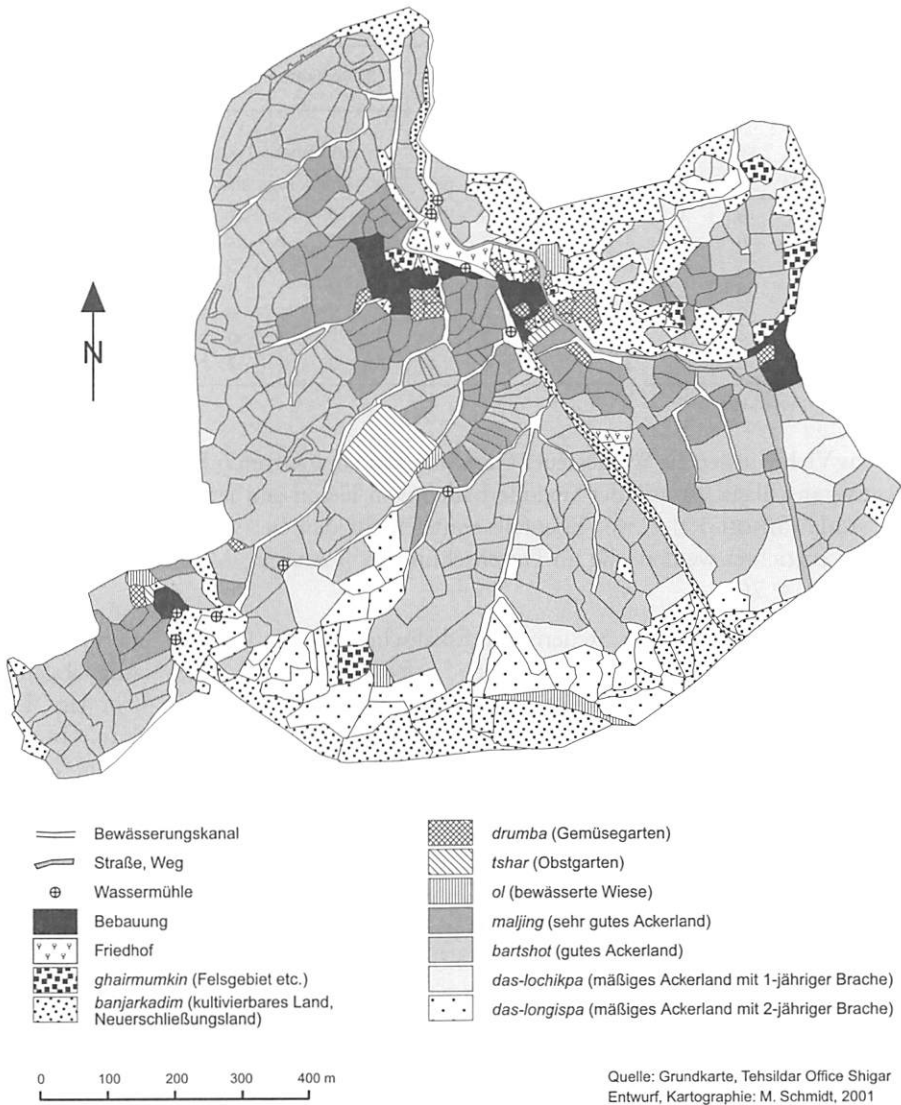 N
Bewässerungskanal
Straße, Weg
Wassermühle
Bebauung
Friedhof
ghairmumkin (Felsgebiet etc.)
banjarkadim (kultivierbares Land,
Neuerschließungsland)
drumba (Gemüsegarten)
tshar (Obstgarten)
ol (bewässerte Wiese)
maljing (sehr gutes Ackerland)
bartshot (gutes Ackerland)
das-lochikpa (mäßiges Ackerland mit 1-jähriger Brache)
das-longispa (mäßiges Ackerland mit 2-jähriger Brache)
0 100 200 300 400 m
Quelle: Grundkarte, Tehsildar Office Shigar
Entwurf, Kartographie: M. Schmidt, 2001